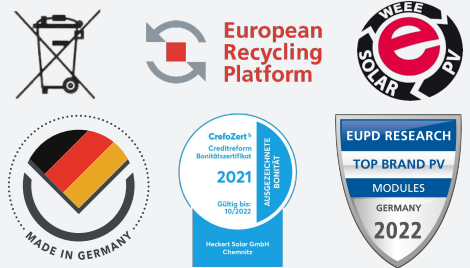 European
Recycling
Platform
WEEE
e
SOLAR
PV
MADE IN GERMANY
CrefoZert
Creditreform
Bonitätszertifikat
2021
Gültig bis:
10/2022
AUSGEZEICHNETE
BONITÄT
Heckert Solar GmbH
Chemnitz
EUPD RESEARCH
TOP BRAND PV
MODULES
GERMANY
2022